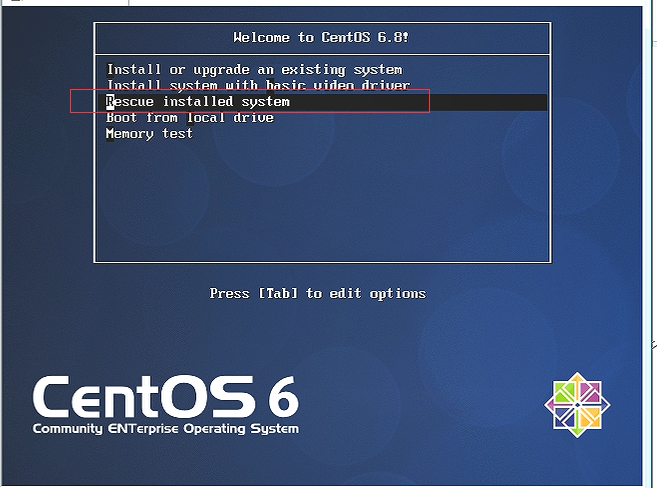 Welcome to CentOS 6.8!
Install or upgrade an existing system
Install system with basic video driver
Rescue installed system
Boot from local drive
Memory test
Press [Tab] to edit options
CentOS 6
Community ENTerprise Operating System